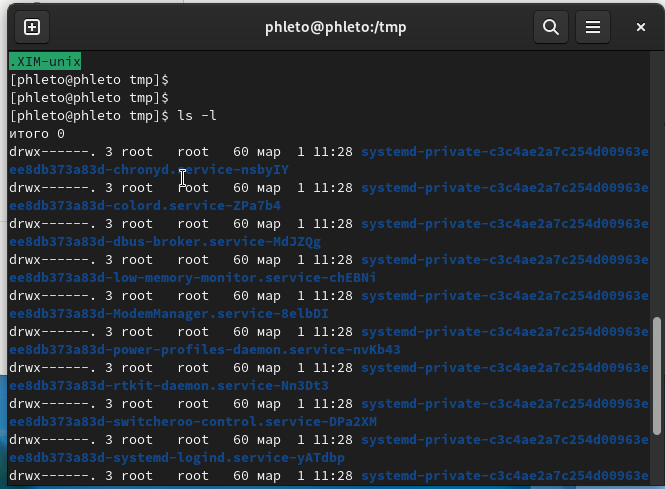 phleto@phleto:/tmp
.XIM-unix
[phleto@phleto tmp]$
[phleto@phleto tmp]$
[phleto@phleto tmp]$ ls -l
итого 0
drwx------. 3 root   root   60 мар  1 11:28 systemd-private-c3c4ae2a7c254d00963e
ee8db373a83d-chronyd.service-nsbyIY
drwx------. 3 root   root   60 мар  1 11:28 systemd-private-c3c4ae2a7c254d00963e
ee8db373a83d-colord.service-ZPa7b4
drwx------. 3 root   root   60 мар  1 11:28 systemd-private-c3c4ae2a7c254d00963e
ee8db373a83d-dbus-broker.service-MdJZQg
drwx------. 3 root   root   60 мар  1 11:28 systemd-private-c3c4ae2a7c254d00963e
ee8db373a83d-low-memory-monitor.service-chEBNi
drwx------. 3 root   root   60 мар  1 11:28 systemd-private-c3c4ae2a7c254d00963e
ee8db373a83d-ModemManager.service-8elbDI
drwx------. 3 root   root   60 мар  1 11:28 systemd-private-c3c4ae2a7c254d00963e
ee8db373a83d-power-profiles-daemon.service-nvKb43
drwx------. 3 root   root   60 мар  1 11:28 systemd-private-c3c4ae2a7c254d00963e
ee8db373a83d-rtkit-daemon.service-Nn3Dt3
drwx------. 3 root   root   60 мар  1 11:28 systemd-private-c3c4ae2a7c254d00963e
ee8db373a83d-switcheroo-control.service-DPa2XM
drwx------. 3 root   root   60 мар  1 11:28 systemd-private-c3c4ae2a7c254d00963e
ee8db373a83d-systemd-logind.service-yATdbp
drwx------. 3 root   root   60 мар  1 11:28 systemd-private-c3c4ae2a7c254d00963e